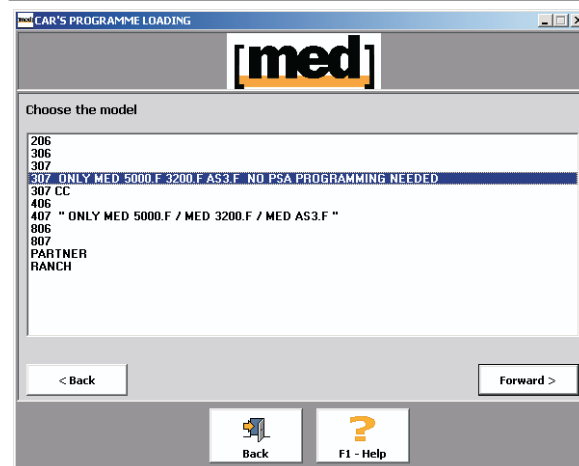 med CAR'S PROGRAMME LOADING
[med]
Choose the model
206
306
307
307 ONLY MED 5000.F 3200.F AS3.F NO PSA PROGRAMMING NEEDED
307 CC
406
407 " ONLY MED 5000.F / MED 3200.F / MED AS3.F "
806
807
PARTNER
RANCH
< Back
Forward >
Back
F1 - Help